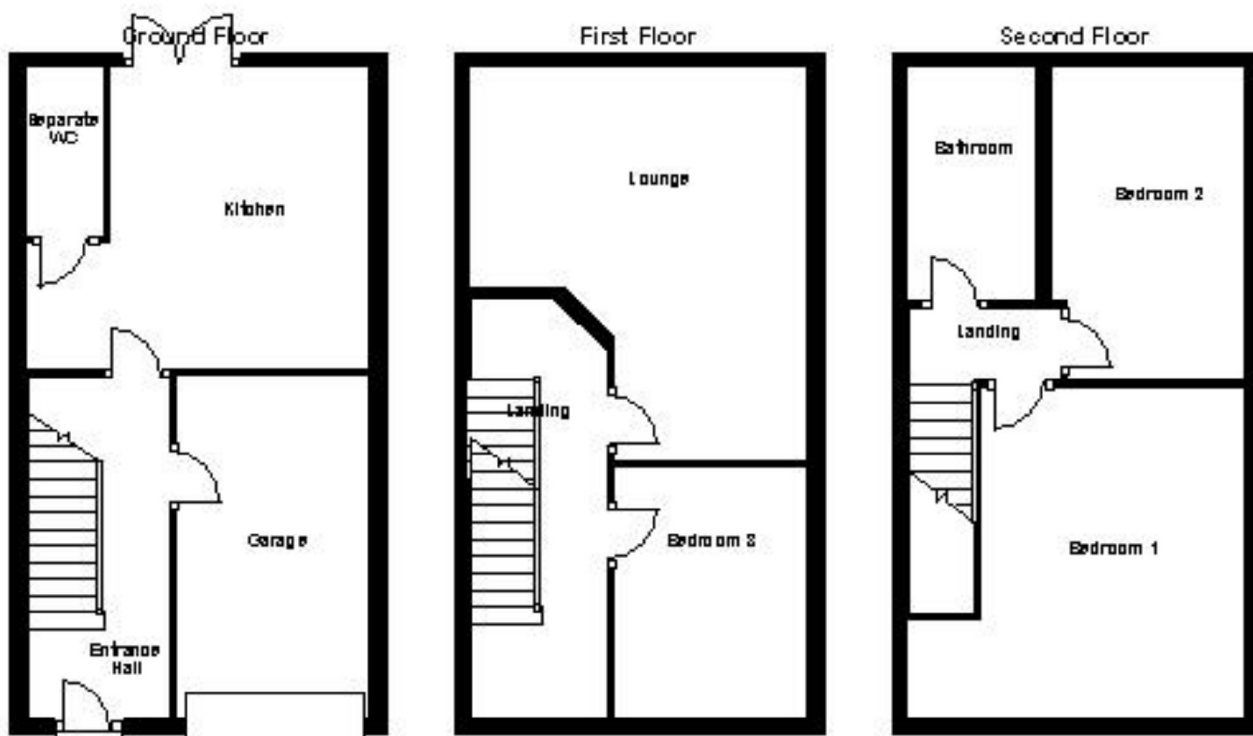 Ground Floor
Separate
WC
Kitchen
Garage
Entrance
Hall
First Floor
Lounge
Landing
Bedroom 3
Second Floor
Bathroom
Bedroom 2
Landing
Bedroom 1